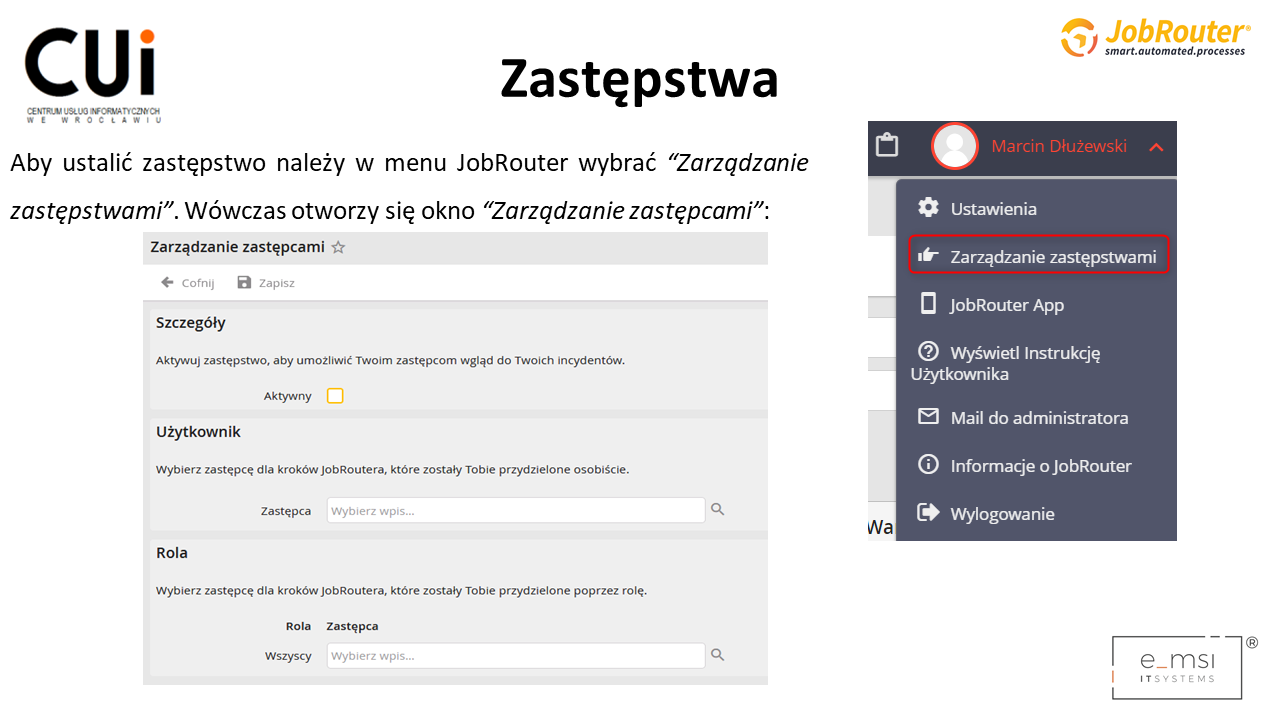 CUi
CENTRUM USŁUG INFORMATYCZNYCH
WE WROCŁAWIU
JobRouter®
smart.automated.processes
Zastępstwa
Aby ustalić zastępstwo należy w menu JobRouter wybrać “Zarządzanie
zastępstwami”. Wówczas otworzy się okno “Zarządzanie zastępcami”:
Zarządzanie zastępcami
Cofnij Zapisz
Szczegóły
Aktywuj zastępstwo, aby umożliwić Twoim zastępcom wgląd do Twoich incydentów.
Aktywny
Użytkownik
Wybierz zastępcę dla kroków JobRoutera, które zostały Tobie przydzielone osobiście.
Zastępca Wybierz wpis...
Rola
Wybierz zastępcę dla kroków JobRoutera, które zostały Tobie przydzielone poprzez rolę.
Rola Zastępca
Wszyscy Wybierz wpis...
Marcin Dłużewski
Ustawienia
Zarządzanie zastępstwami
JobRouter App
Wyświetl Instrukcję
Użytkownika
Mail do administratora
Informacje o JobRouter
Wylogowanie
Wa
e_msi ®
ITSYSTEMS